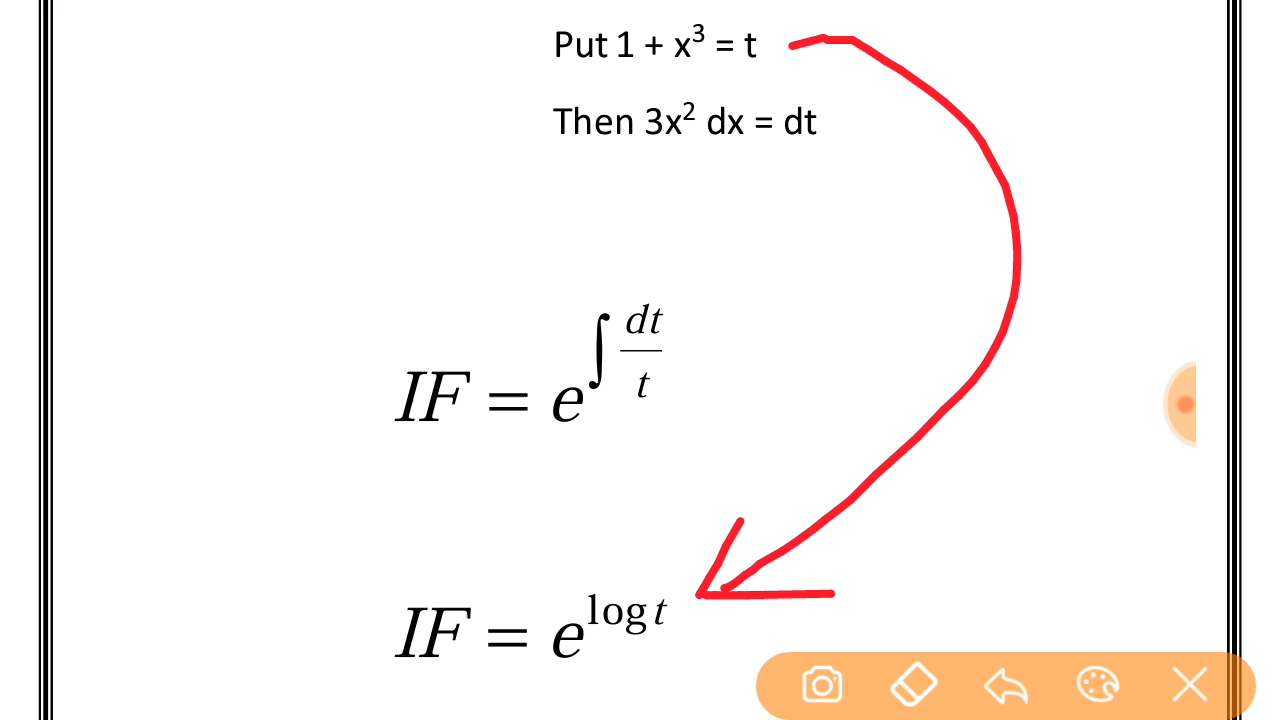 Put 1 + x³ = t
Then 3x² dx = dt
IF = e^{∫ dt/t}
IF = e^{log t}